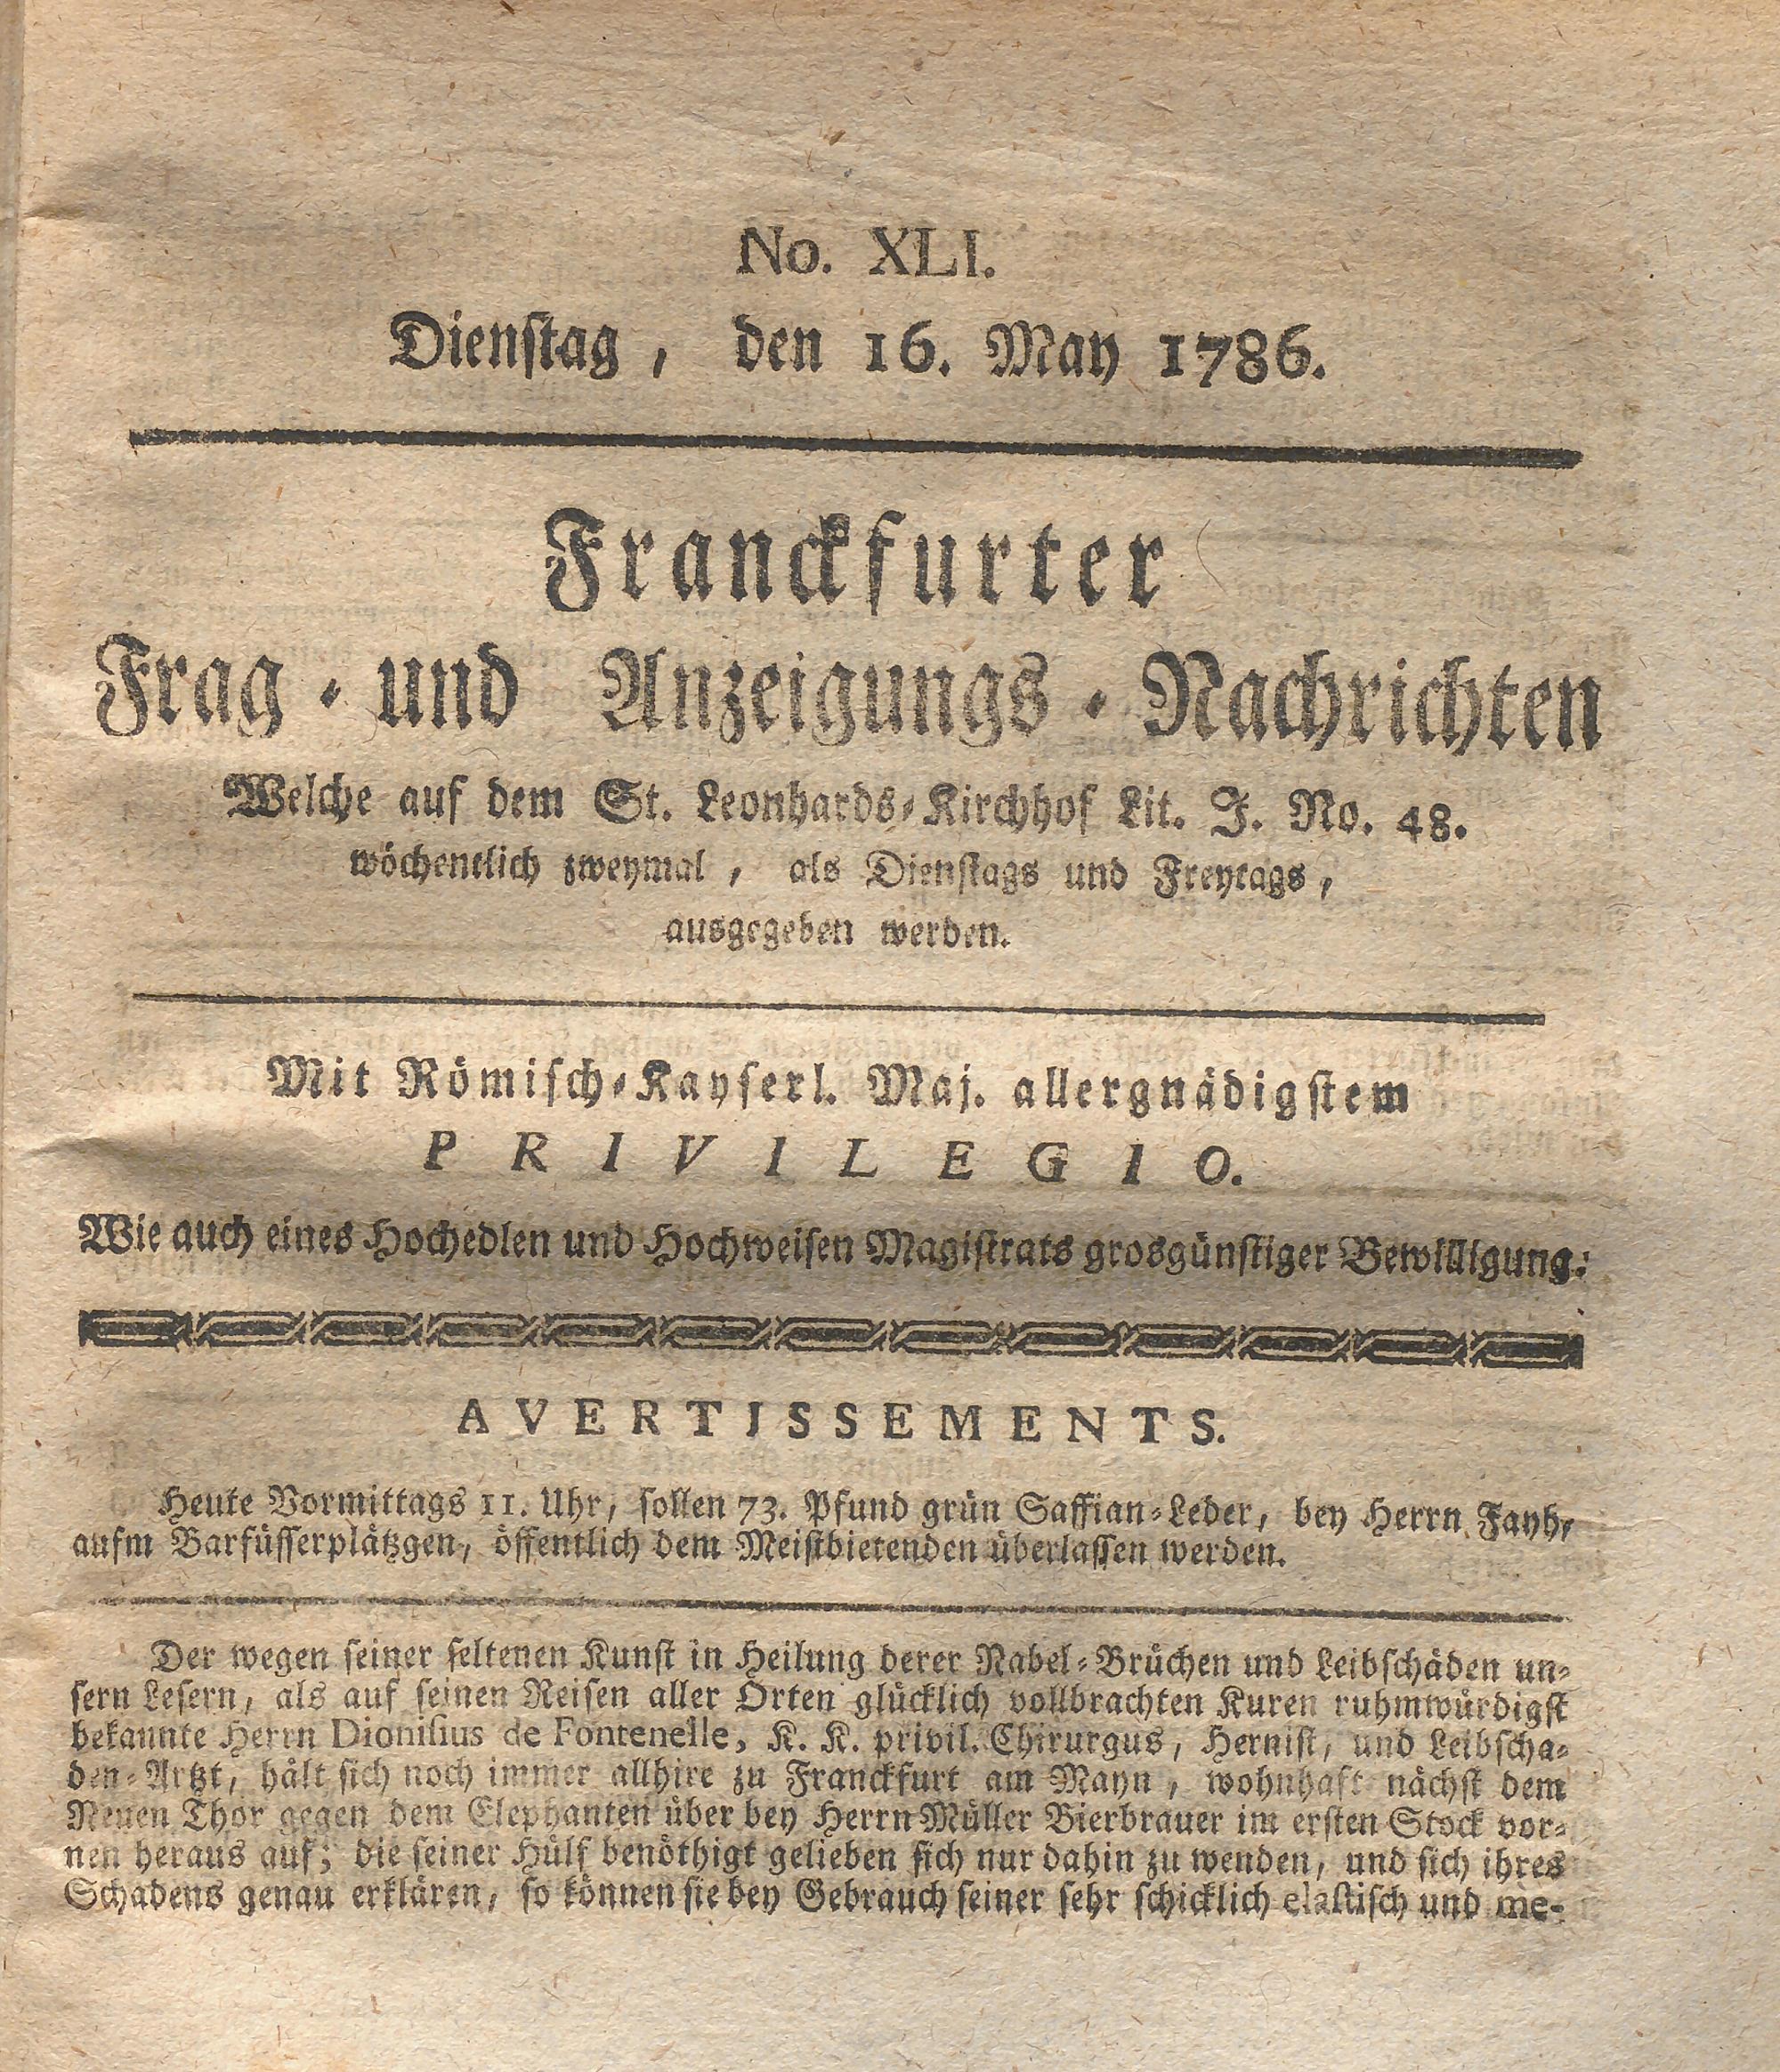 No. XLI.
Dienstag, den 16. May 1786.
Franckfurter
Frag- und Anzeigungs-Nachrichten
Welche auf dem St. Leonhards-Kirchhof Lit. J. No. 48.
wöchentlich zweymal, als Dienstags und Freytags,
ausgegeben werden.
Mit Römisch-Kayserl. Maj. allergnädigstem
PRIVILEGIO.
Wie auch eines Hochedlen und Hochweisen Magistrats grosgünstiger Bewilligung.
AVERTISSEMENTS.
Heute Vormittags 11. Uhr, sollen 73. Pfund grün Saffian-Leder, bey Herrn Fayh,
aufm Barfüsserplätzgen, öffentlich dem Meistbietenden überlassen werden.
Der wegen seiner seltenen Kunst in Heilung derer Nabel-Brüchen und Leibschäden un-
sern Lesern, als auf seinen Reisen aller Orten glücklich vollbrachten Kuren ruhmwürdigst
bekannte Herrn Dionisius de Fontenelle, K. K. privil. Chirurgus, Hernist, und Leibscha-
den-Artzt, hält sich noch immer allhire zu Franckfurt am Mayn, wohnhaft nächst dem
Neuen Thor gegen dem Elephanten über bey Herrn Müller Bierbrauer im ersten Stock vor-
nen heraus auf; die seiner Hülf benöthigt gelieben sich nur dahin zu wenden, und sich ihres
Schadens genau erklären, so können sie bey Gebrauch seiner sehr schicklich elastisch und me-